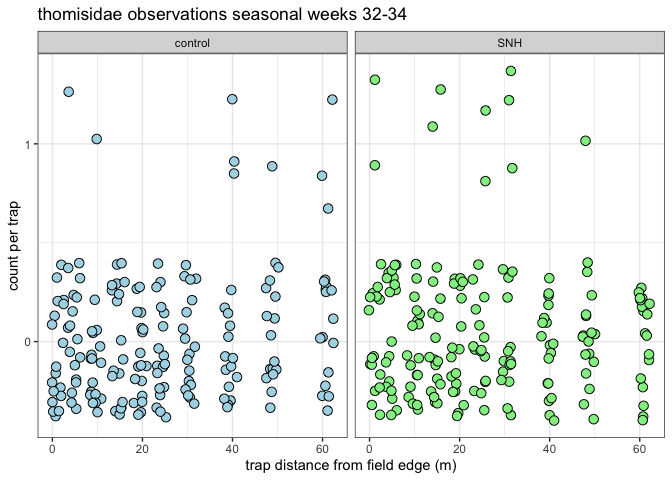 thomisidae observations seasonal weeks 32-34
control SNH
count per trap
1
0
0 20 40 60 0 20 40 60
trap distance from field edge (m)